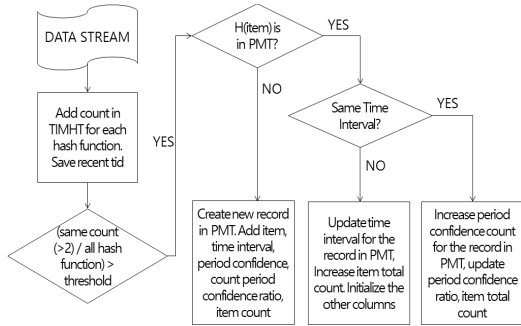 DATA STREAM
Add count in
TIMHT for each
hash function.
Save recent tid
(same count
(>2) / all hash
function) >
threshold
YES
H(item) is
in PMT?
YES
NO
Same Time
Interval?
YES
NO
Create new record
in PMT. Add item,
time interval,
period confidence,
count period
confidence ratio,
item count
Update time
interval for the
record in PMT,
Increase item total
count. Initialize the
other columns
Increase period
confidence count
for the record in
PMT, update
period confidence
ratio, item total
count